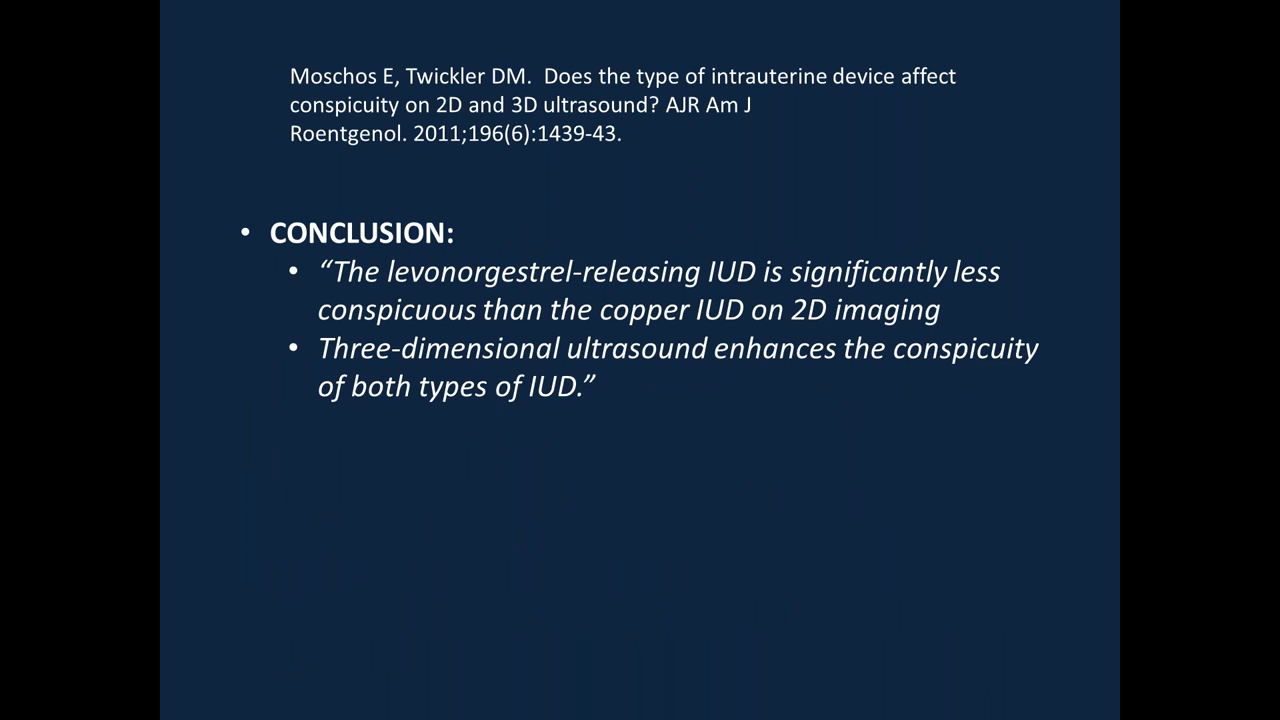 Moschos E, Twickler DM.  Does the type of intrauterine device affect
conspicuity on 2D and 3D ultrasound? AJR Am J
Roentgenol. 2011;196(6):1439-43.
• CONCLUSION:
• “The levonorgestrel-releasing IUD is significantly less
conspicuous than the copper IUD on 2D imaging
• Three-dimensional ultrasound enhances the conspicuity
of both types of IUD.”